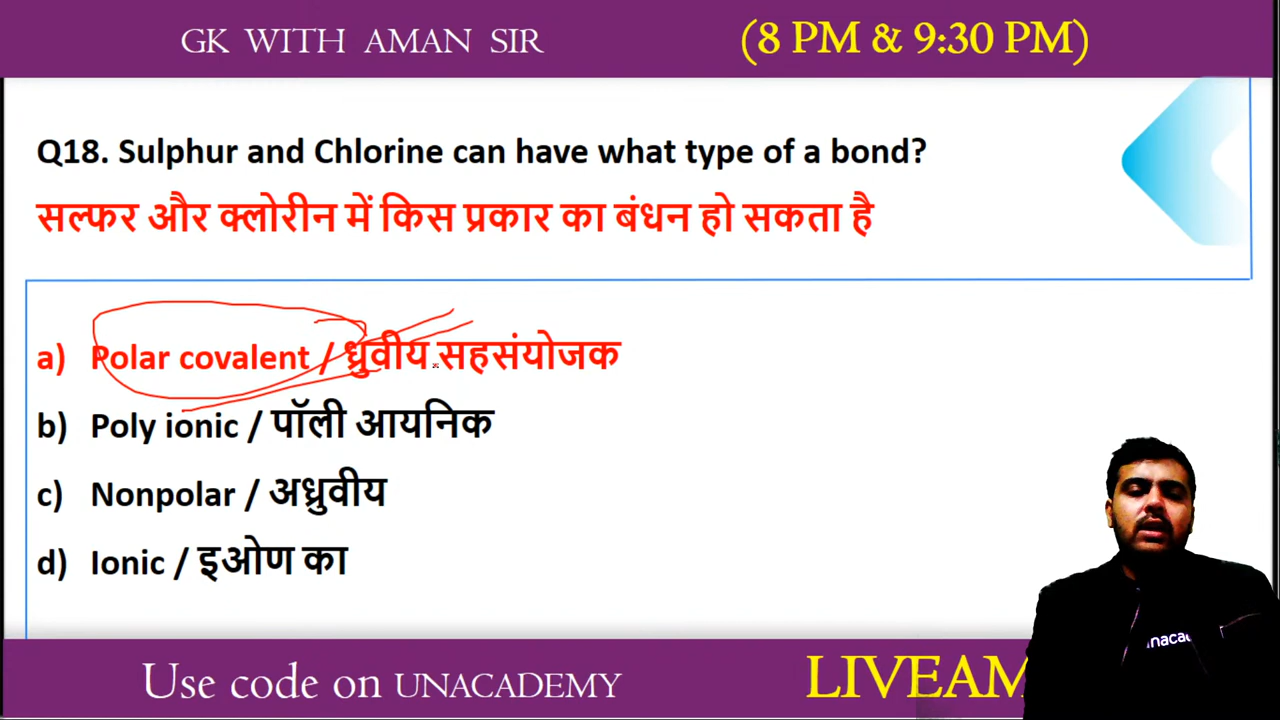 GK WITH AMAN SIR (8 PM & 9:30 PM)
Q18. Sulphur and Chlorine can have what type of a bond?
सल्फर और क्लोरीन में किस प्रकार का बंधन हो सकता है
a) Polar covalent / ध्रुवीय सहसंयोजक
b) Poly ionic / पॉली आयनिक
c) Nonpolar / अध्रुवीय
d) Ionic / इओण का
unacad
Use code on UNACADEMY LIVEAM